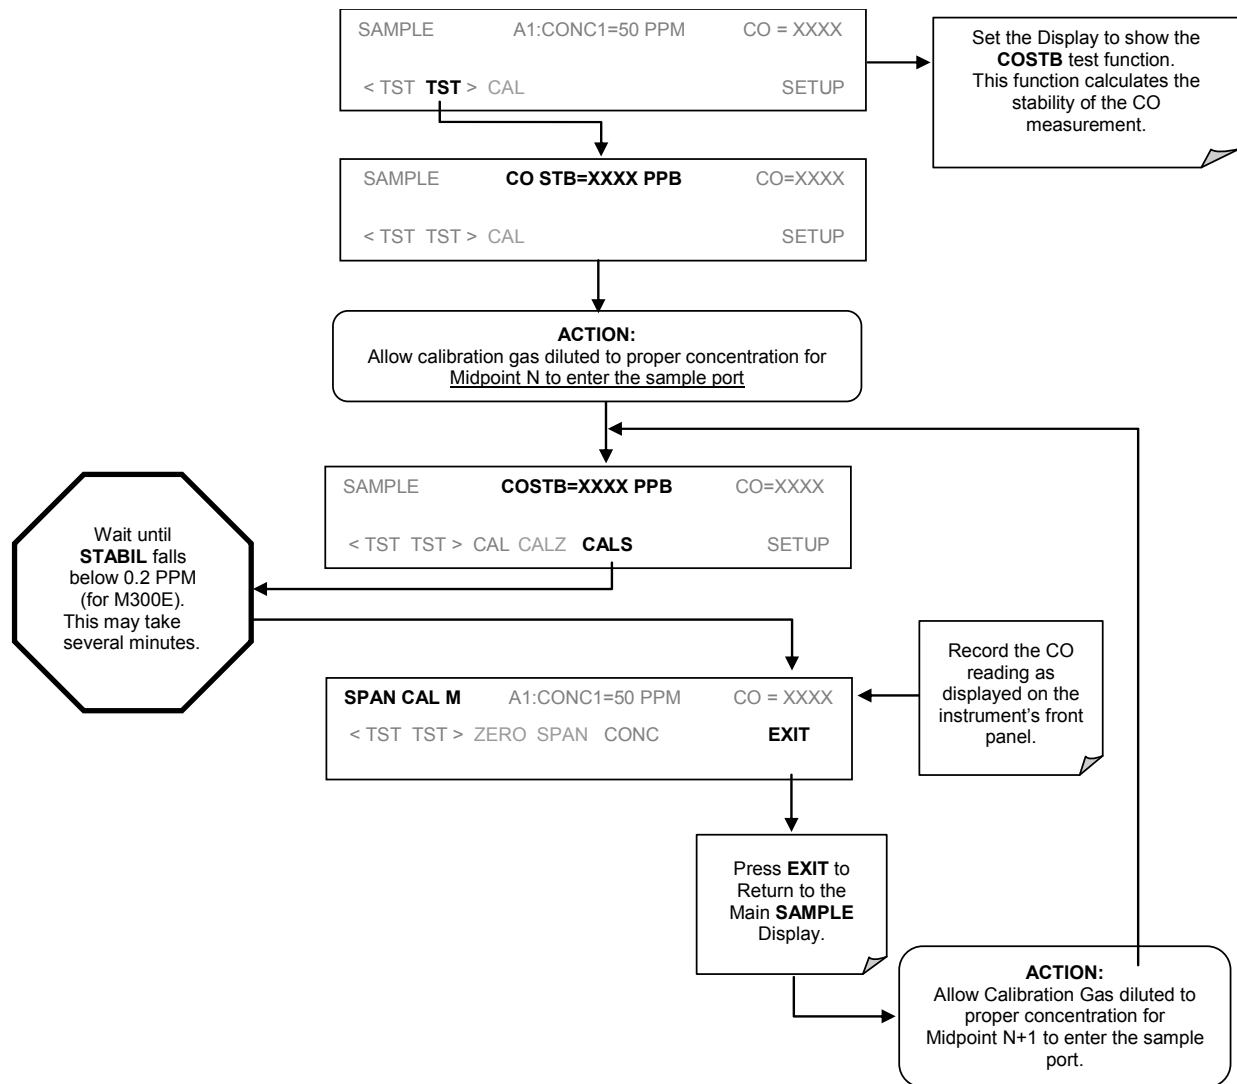 SAMPLE A1:CONC1=50 PPM CO = XXXX
< TST TST > CAL SETUP
Set the Display to show the
COSTB test function.
This function calculates the
stability of the CO
measurement.
SAMPLE CO STB=XXXX PPB CO=XXXX
< TST TST > CAL SETUP
ACTION:
Allow calibration gas diluted to proper concentration for
Midpoint N to enter the sample port
SAMPLE COSTB=XXXX PPB CO=XXXX
< TST TST > CAL CALZ CALS SETUP
Wait until
STABIL falls
below 0.2 PPM
(for M300E).
This may take
several minutes.
SPAN CAL M A1:CONC1=50 PPM CO = XXXX
< TST TST > ZERO SPAN CONC EXIT
Record the CO
reading as
displayed on the
instrument's front
panel.
Press EXIT to
Return to the
Main SAMPLE
Display.
ACTION:
Allow Calibration Gas diluted to
proper concentration for
Midpoint N+1 to enter the sample
port.